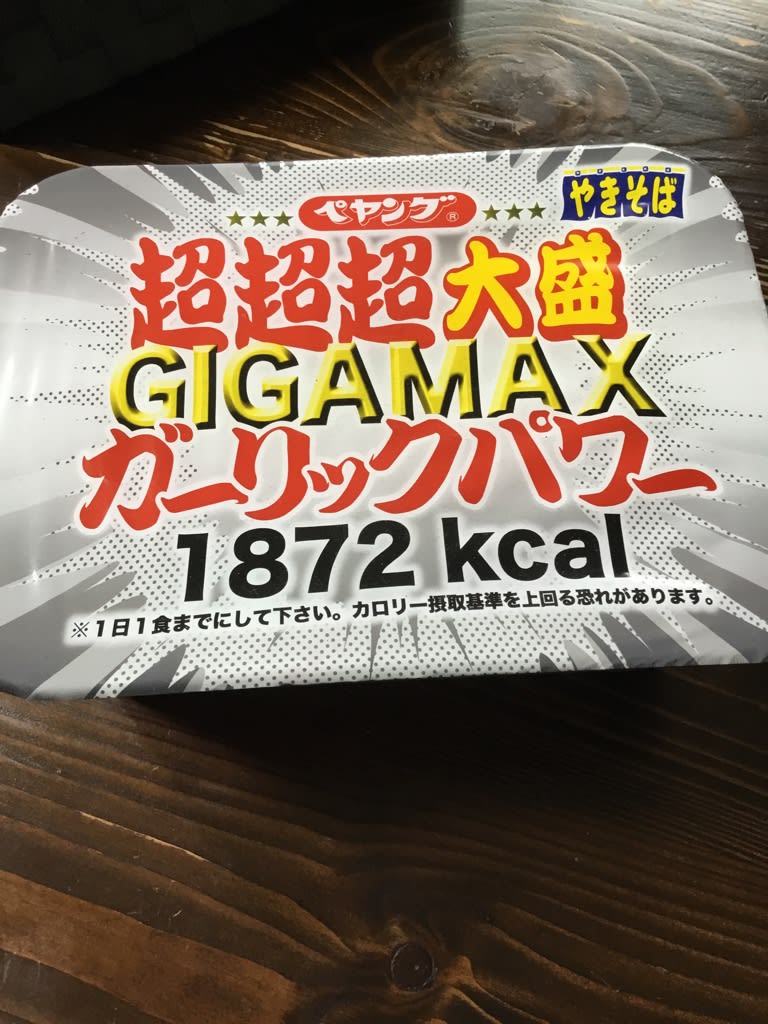 ★★★ ペヤング® ★★★
やきそば
超超超大盛
GIGAMAX
ガーリックパワー
1872 kcal
※1日1食までにして下さい。カロリー摂取基準を上回る恐れがあります。